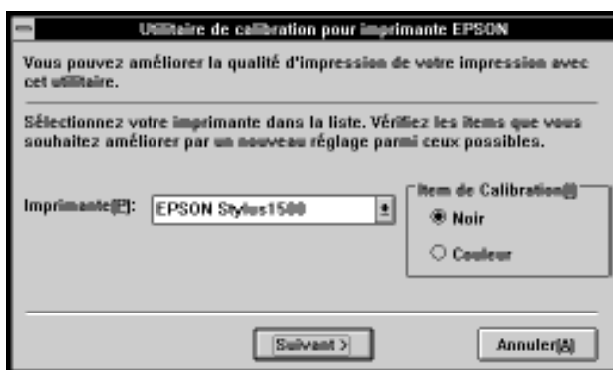 Utilitaire de calibration pour imprimante EPSON
Vous pouvez améliorer la qualité d'impression de votre impression avec
cet utilitaire.
Sélectionnez votre imprimante dans la liste. Vérifiez les items que vous
souhaitez améliorer par un nouveau réglage parmi ceux possibles.
Item de Calibration(I)
Imprimante(P): EPSON Stylus1500
Noir
Couleur
Suivant > Annuler(A)